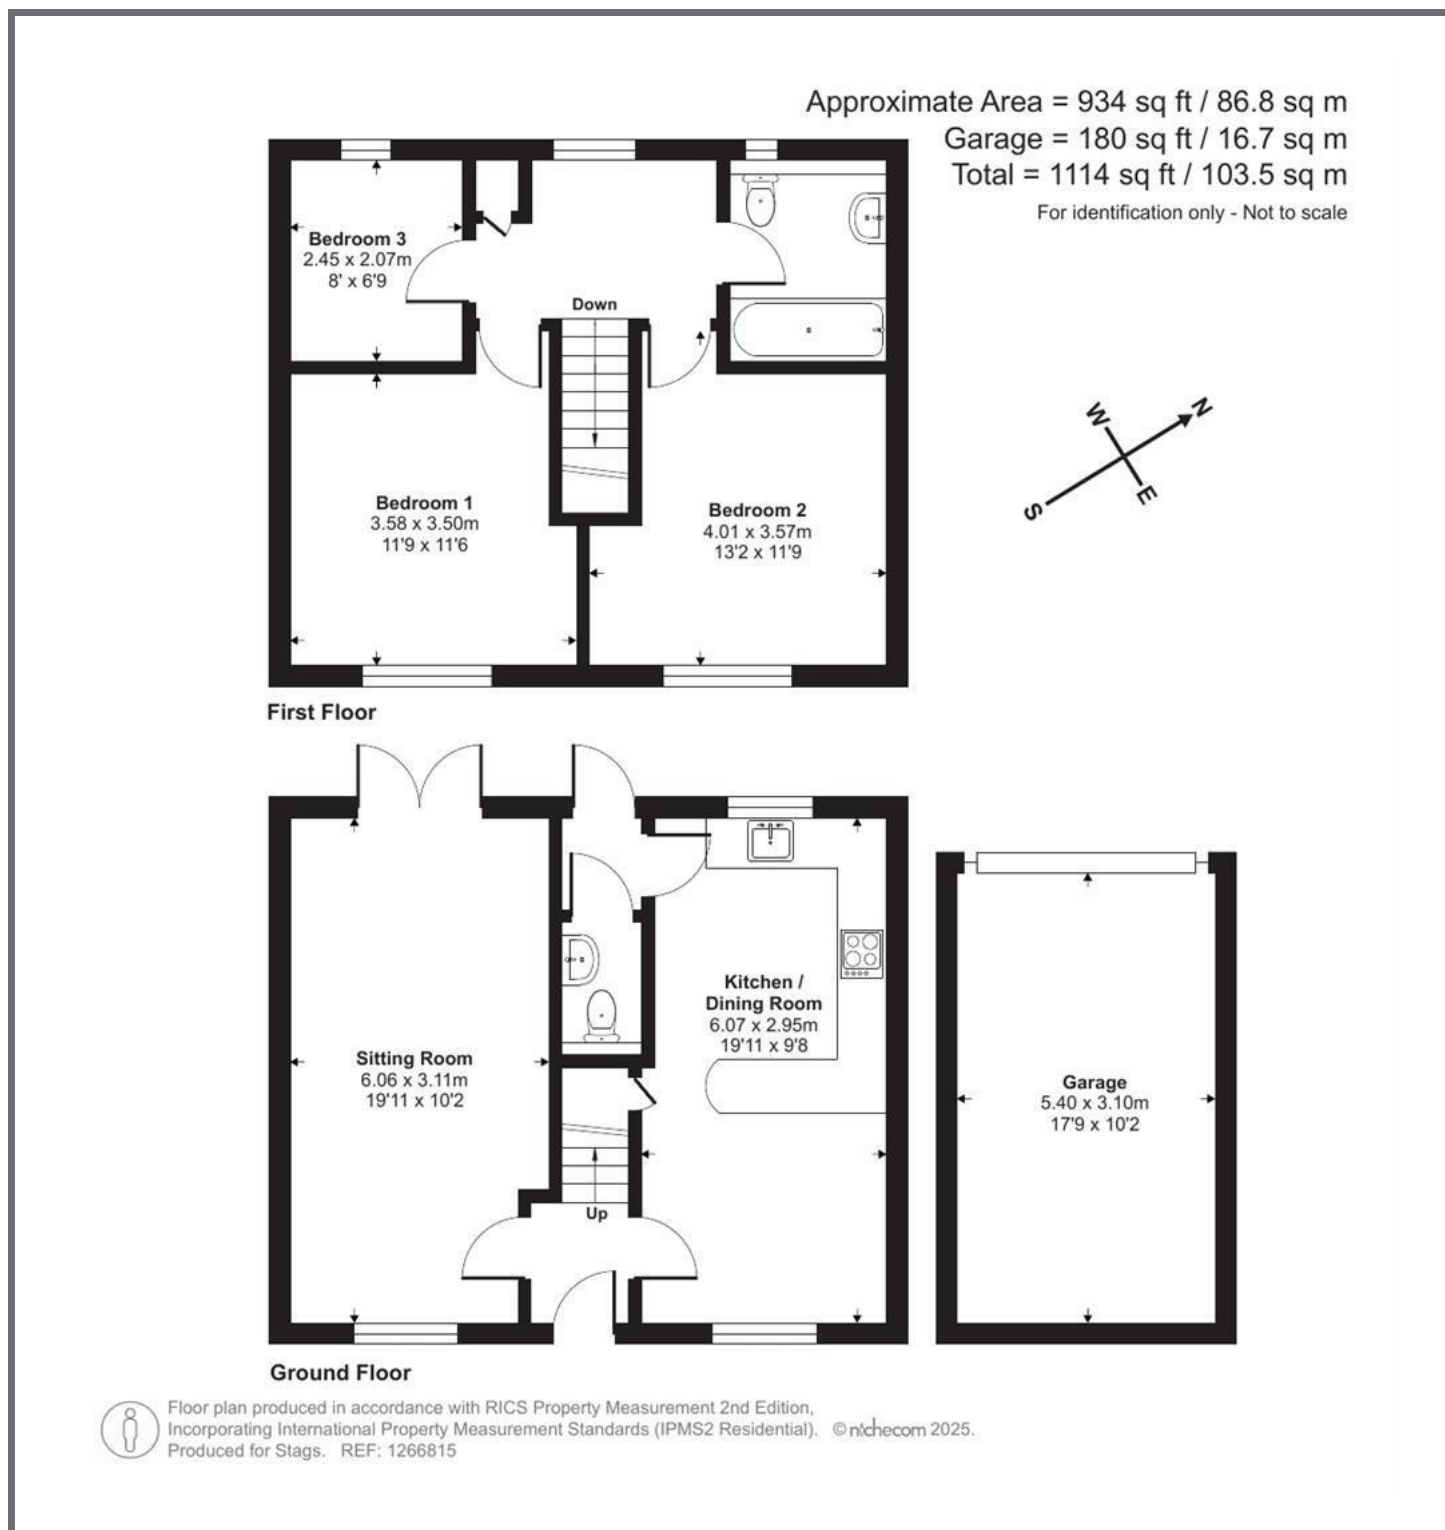 Approximate Area = 934 sq ft / 86.8 sq m
Garage = 180 sq ft / 16.7 sq m
Total = 1114 sq ft / 103.5 sq m
For identification only - Not to scale
Bedroom 3
2.45 x 2.07m
8' x 6'9
Down
Bedroom 1
3.58 x 3.50m
11'9 x 11'6
Bedroom 2
4.01 x 3.57m
13'2 x 11'9
W
N
S
E
First Floor
Kitchen /
Dining Room
6.07 x 2.95m
19'11 x 9'8
Sitting Room
6.06 x 3.11m
19'11 x 10'2
Garage
5.40 x 3.10m
17'9 x 10'2
Up
Ground Floor
Floor plan produced in accordance with RICS Property Measurement 2nd Edition,
Incorporating International Property Measurement Standards (IPMS2 Residential). © nichecom 2025.
Produced for Stags. REF: 1266815